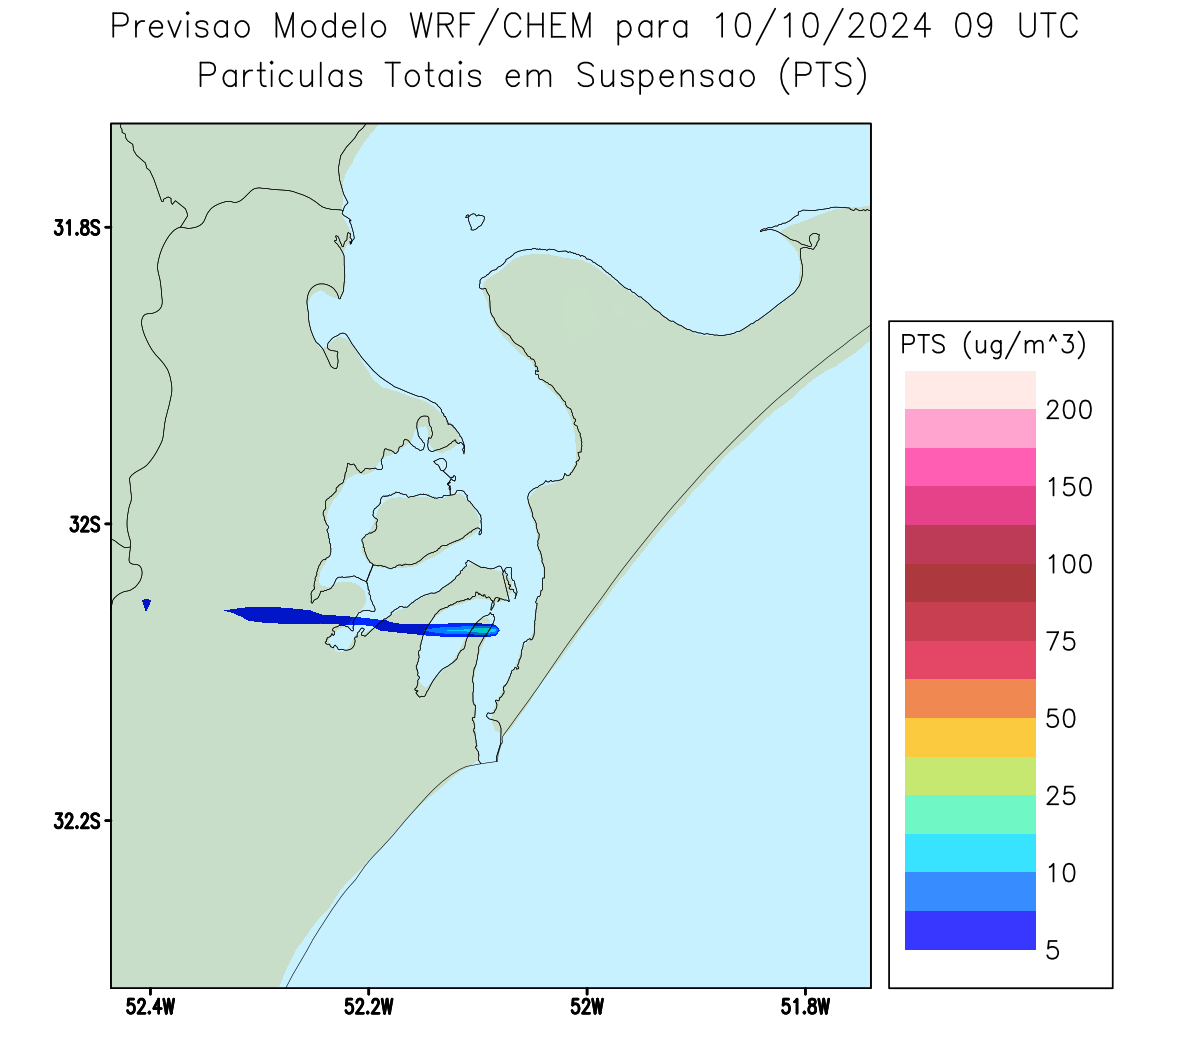 Previsao Modelo WRF/CHEM para 10/10/2024 09 UTC
Particulas Totais em Suspensao (PTS)
31.8S
32S
32.2S
52.4W
52.2W
52W
51.8W
PTS (ug/m^3)
200
150
100
75
50
25
10
5